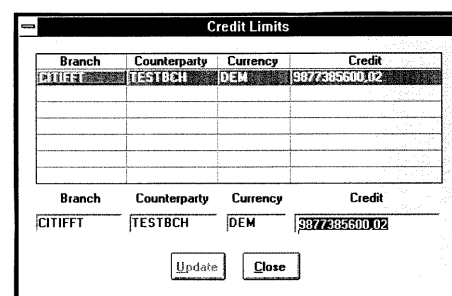 Credit Limits
Branch Counterparty Currency Credit
CITIFFT TESTBCH DEM 9877385600,02
Branch Counterparty Currency Credit
CITIFFT TESTBCH DEM 9877385600,02
Update Close